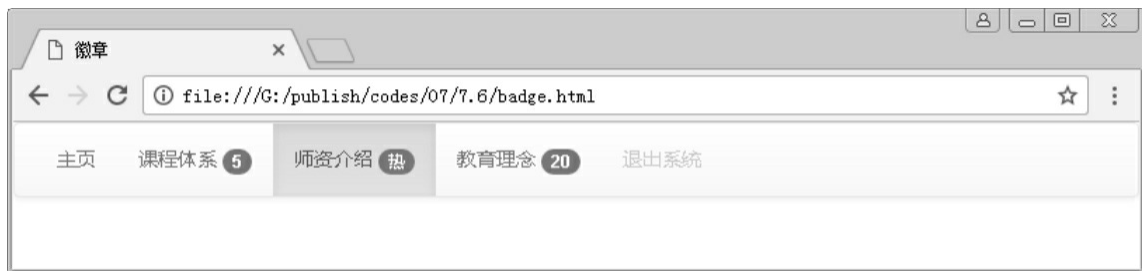 徽章
file:///G:/publish/codes/07/7.6/badge.html
主页 课程体系 5 师资介绍 热 教育理念 20 退出系统